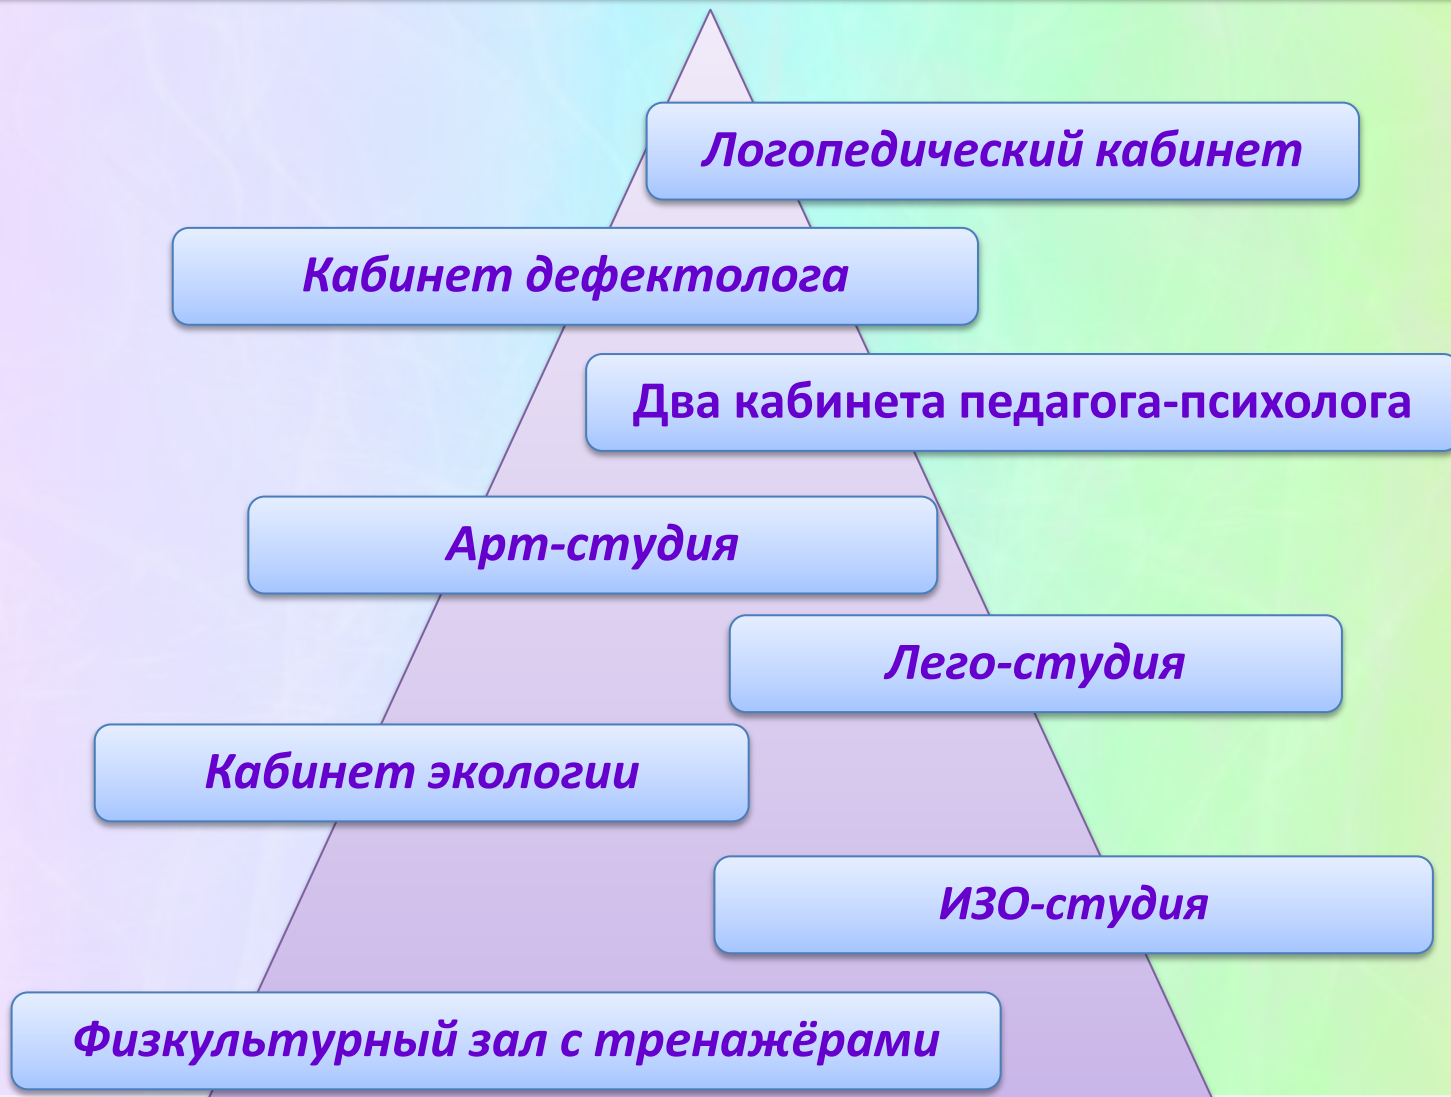 Логопедический кабинет
Кабинет дефектолога
Два кабинета педагога-психолога
Арт-студия
Лего-студия
Кабинет экологии
ИЗО-студия
Физкультурный зал с тренажёрами